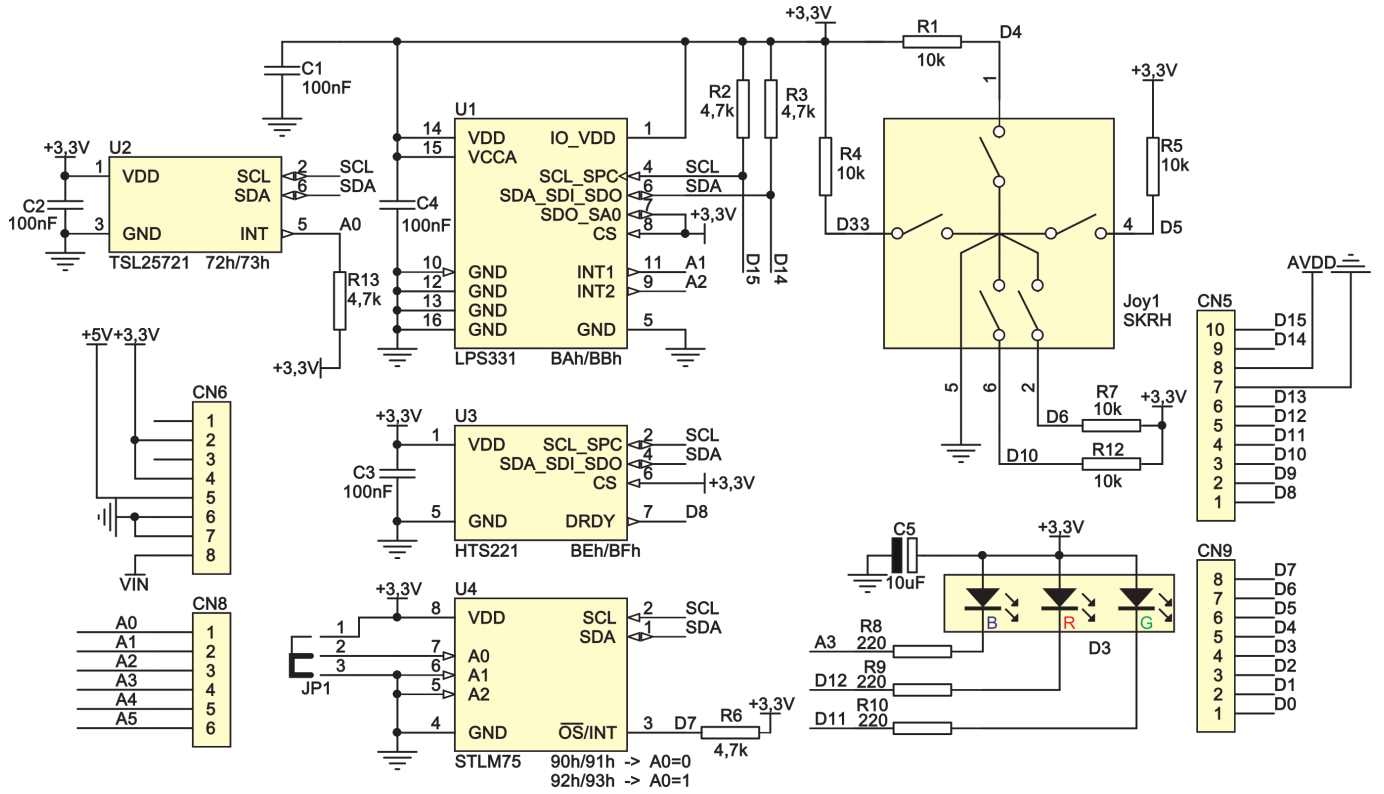 +3,3V
R1
10k
D4
1
C1
100nF
R2
4,7k
R3
4,7k
+3,3V
U1
14
VDD
15
VCCA
IO_VDD
1
SCL_SPC
4
SCL
SDA_SDI_SDO
6
SDA
SDO_SA0
7
CS
8
+3,3V
10
GND
12
GND
13
GND
16
GND
INT1
11
A1
INT2
9
A2
GND
5
LPS331
BAh/BBh
C4
100nF
D15
D14
U2
+3,3V
1
VDD
SCL
2
SCL
SDA
6
SDA
C2
100nF
3
GND
INT
5
A0
TSL25721
72h/73h
R13
4,7k
+3,3V
R4
10k
R5
10k
D33
4
D5
Joy1
SKRH
5
6
2
D6
R7
10k
+3,3V
D10
R12
10k
AVDD
CN5
10
D15
9
D14
8
7
6
D13
5
D12
4
D11
3
D10
2
D9
1
D8
+5V
+3,3V
CN6
1
2
3
4
5
6
7
8
VIN
U3
+3,3V
1
VDD
SCL_SPC
2
SCL
SDA_SDI_SDO
4
SDA
CS
6
+3,3V
C3
100nF
5
GND
DRDY
7
D8
HTS221
BEh/BFh
C5
10uF
+3,3V
B
R
G
D3
A3
R8
220
D12
R9
220
D11
R10
220
CN9
8
D7
7
D6
6
D5
5
D4
4
D3
3
D2
2
D1
1
D0
CN8
A0
1
A1
2
A2
3
A3
4
A4
5
A5
6
U4
+3,3V
8
VDD
SCL
2
SCL
SDA
1
SDA
1
2
3
JP1
7
A0
6
A1
5
A2
4
GND
OS/INT
3
D7
R6
4,7k
+3,3V
STLM75
90h/91h -> A0=0
92h/93h -> A0=1